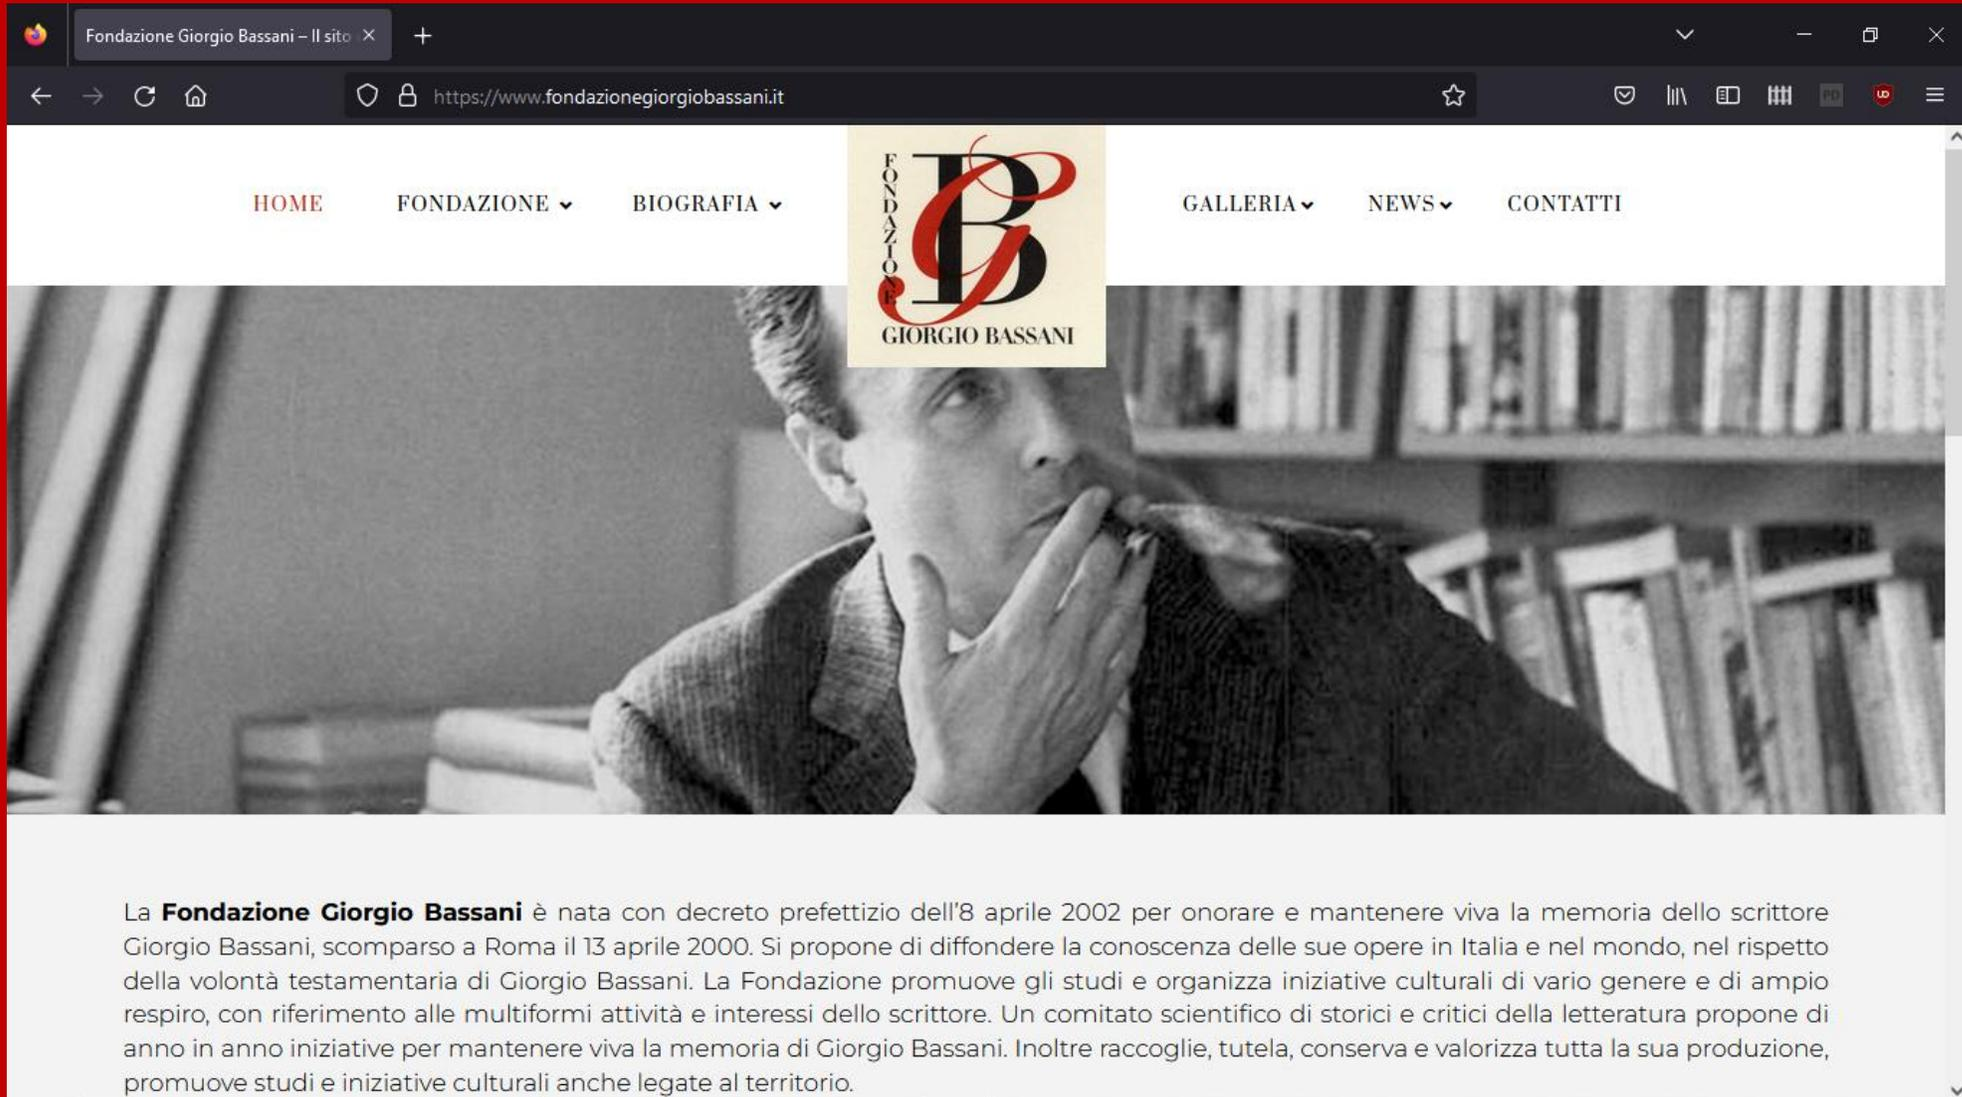 Fondazione Giorgio Bassani – Il sito
https://www.fondazionegiorgiobassani.it
HOME
FONDAZIONE
BIOGRAFIA
FONDAZIONE
GB
GIORGIO BASSANI
GALLERIA
NEWS
CONTATTI
La Fondazione Giorgio Bassani è nata con decreto prefettizio dell'8 aprile 2002 per onorare e mantenere viva la memoria dello scrittore
Giorgio Bassani, scomparso a Roma il 13 aprile 2000. Si propone di diffondere la conoscenza delle sue opere in Italia e nel mondo, nel rispetto
della volontà testamentaria di Giorgio Bassani. La Fondazione promuove gli studi e organizza iniziative culturali di vario genere e di ampio
respiro, con riferimento alle multiformi attività e interessi dello scrittore. Un comitato scientifico di storici e critici della letteratura propone di
anno in anno iniziative per mantenere viva la memoria di Giorgio Bassani. Inoltre raccoglie, tutela, conserva e valorizza tutta la sua produzione,
promuove studi e iniziative culturali anche legate al territorio.